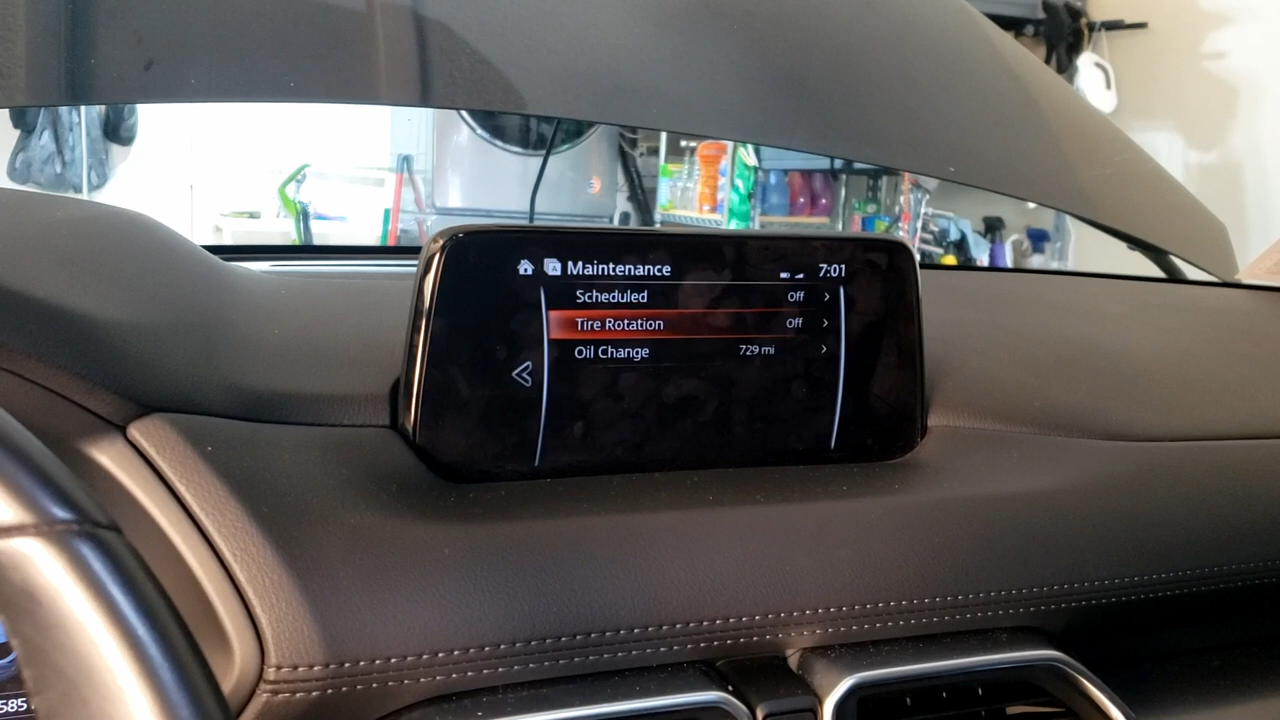 A Maintenance 7:01
Scheduled Off
Tire Rotation Off
Oil Change 729 mi
585